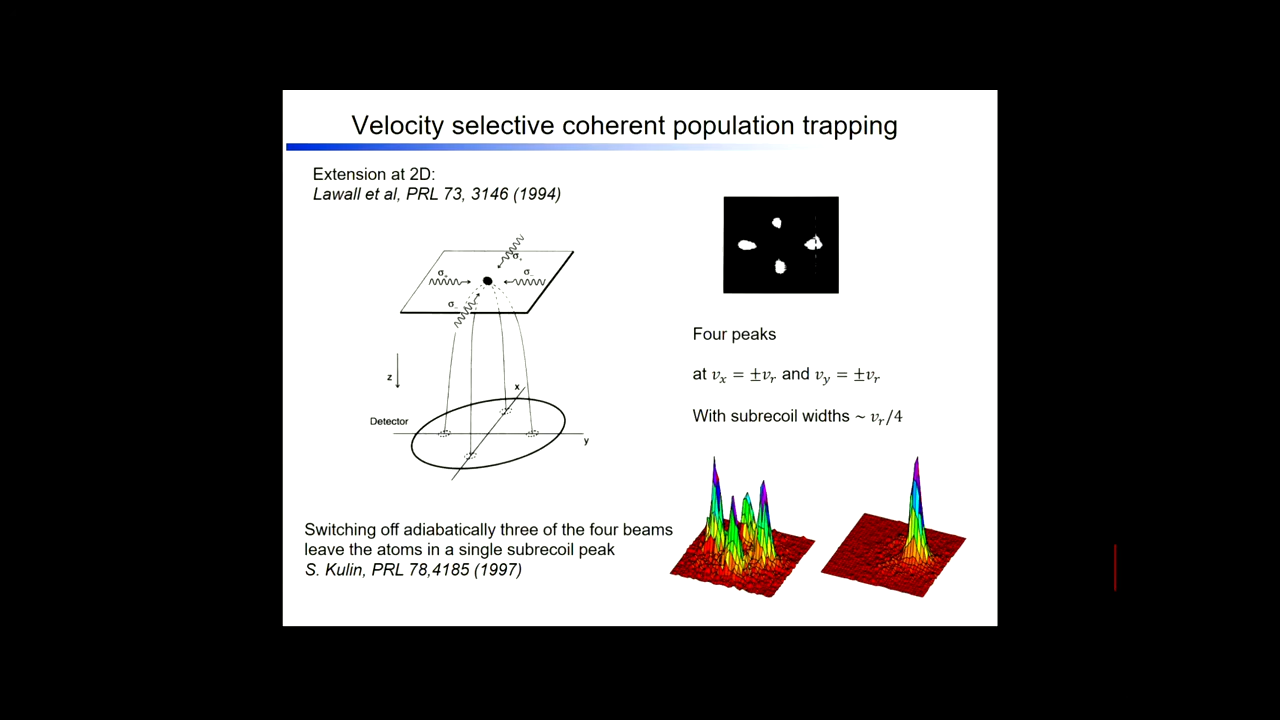 Velocity selective coherent population trapping
Extension at 2D:
Lawall et al, PRL 73, 3146 (1994)
σ₊
σ₊
σ₋
σ₋
z
x
Detector
y
Four peaks
at 𝑣ₓ = ±𝑣ᵣ and 𝑣_y = ±𝑣ᵣ
With subrecoil widths ~ 𝑣ᵣ/4
Switching off adiabatically three of the four beams
leave the atoms in a single subrecoil peak
S. Kulin, PRL 78,4185 (1997)